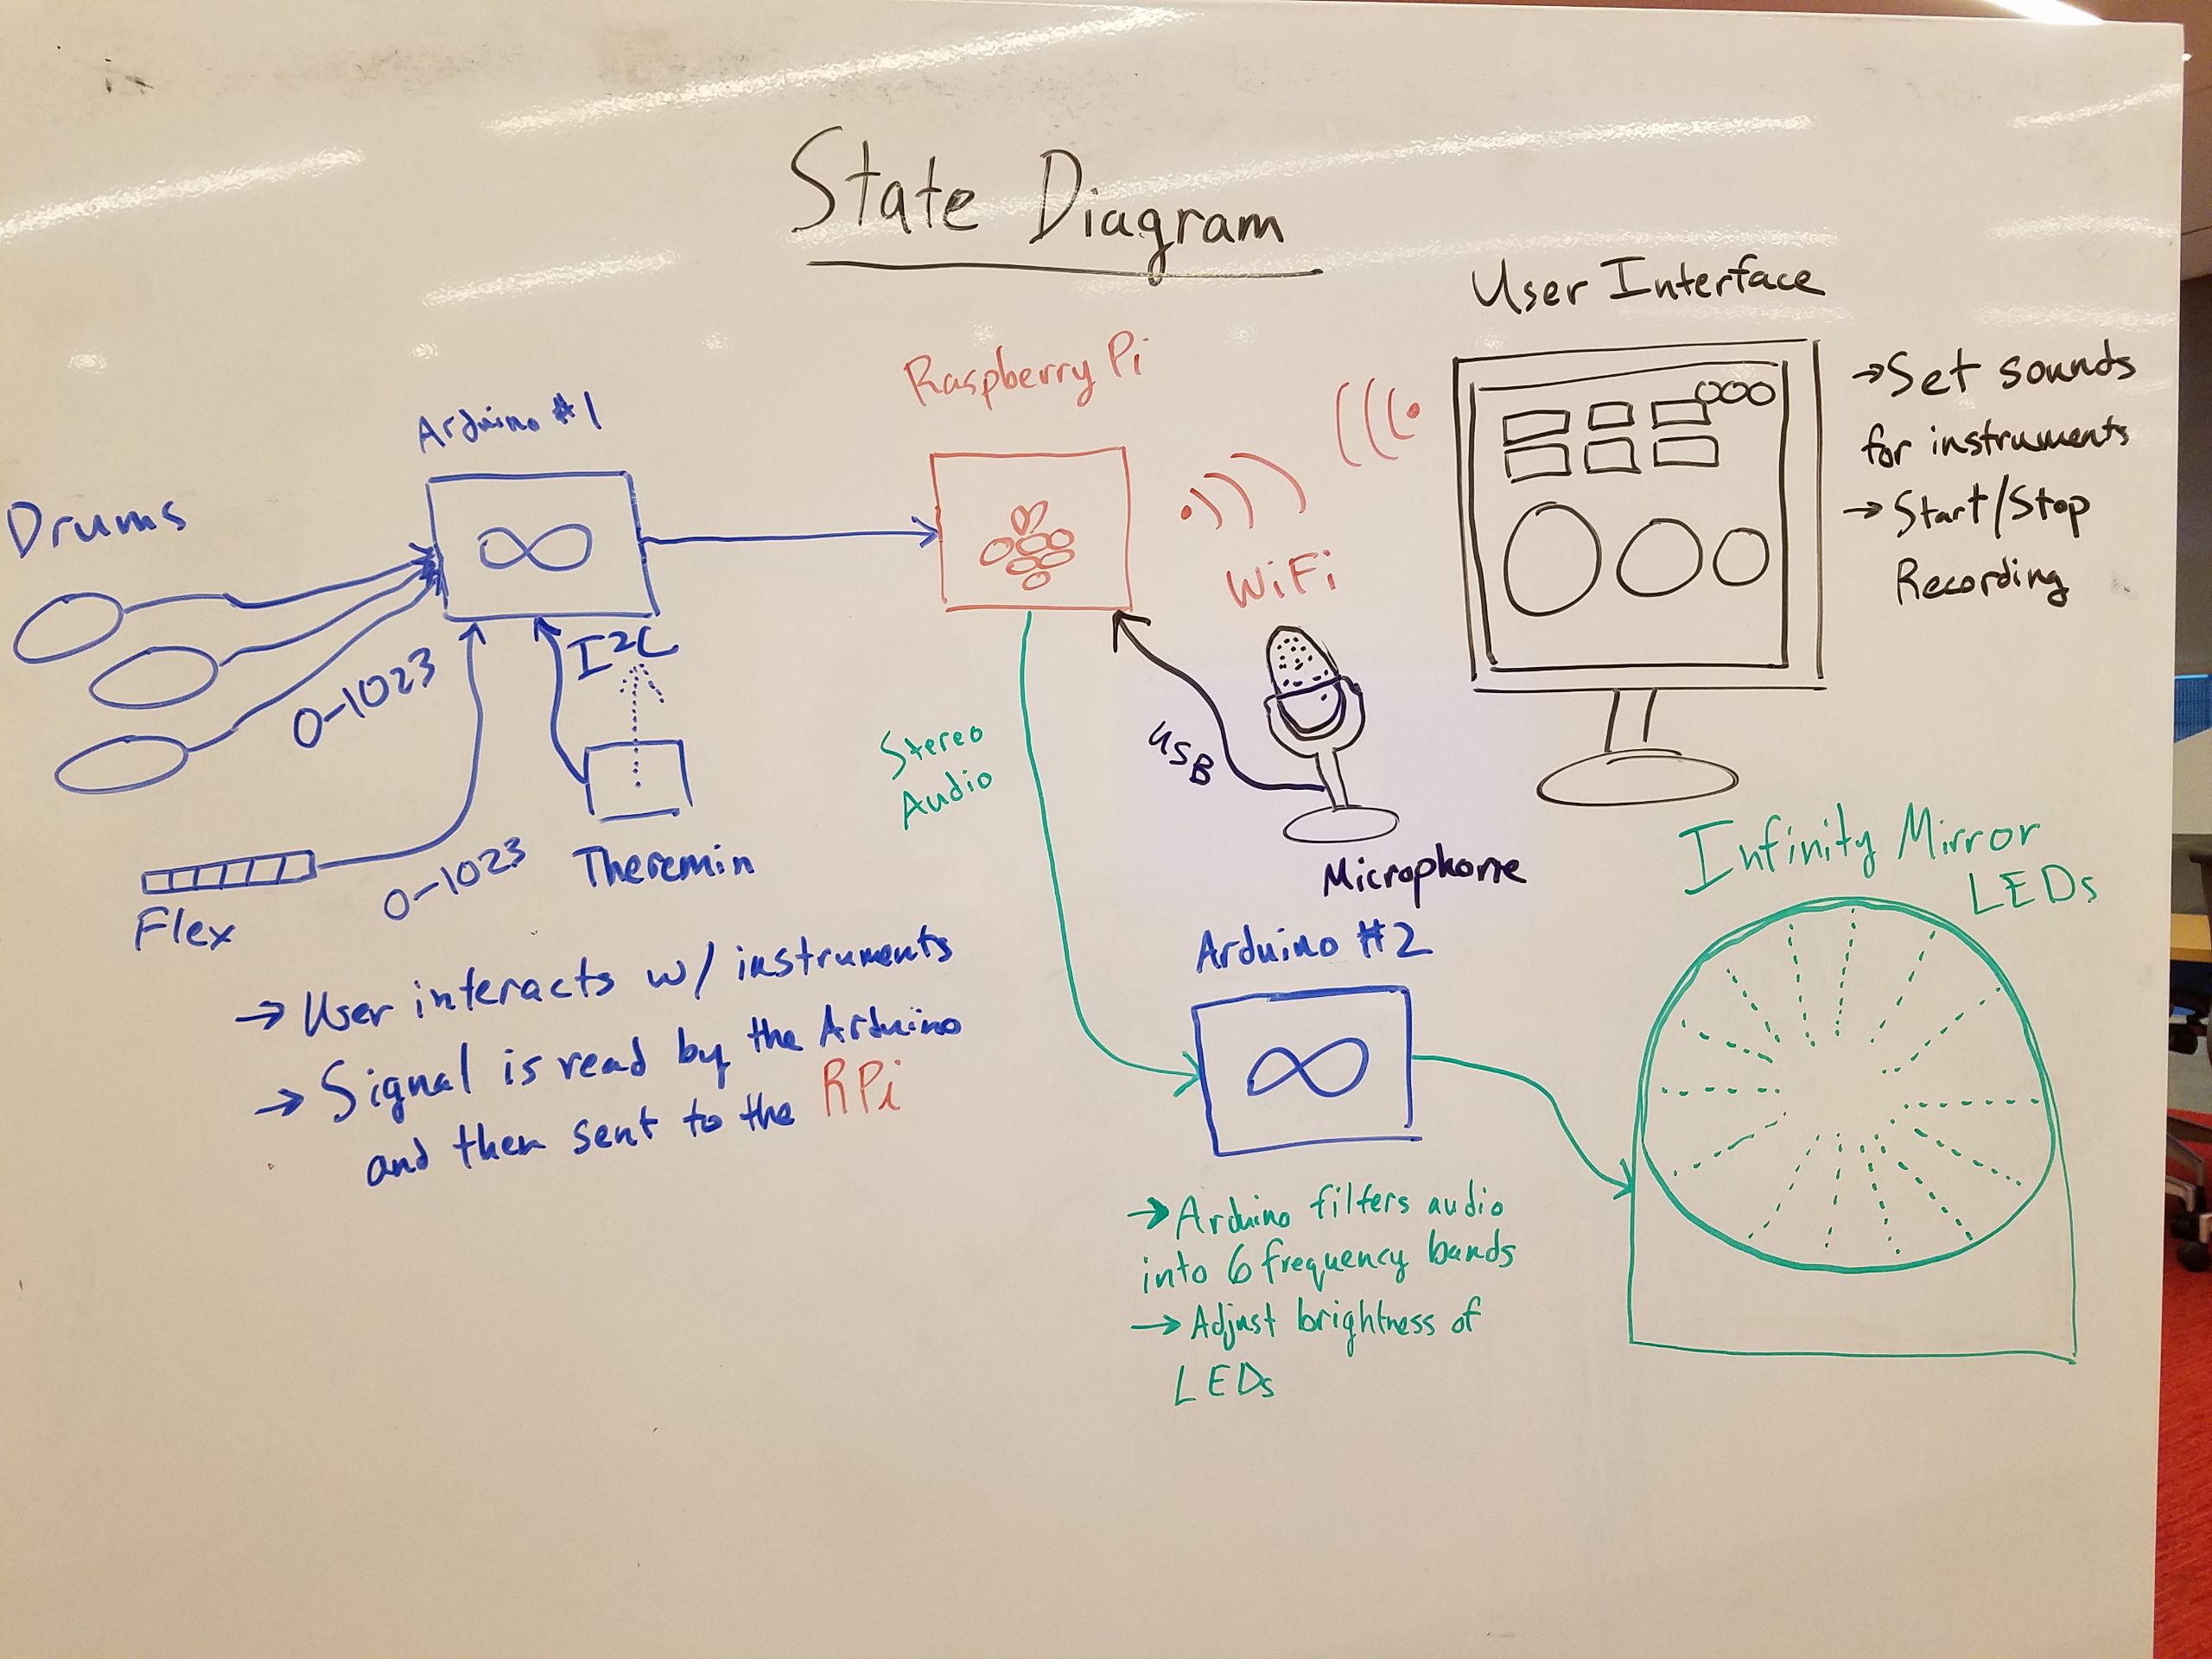 State Diagram
User Interface
→Set sounds
for instruments
→ Start/Stop
Recording
Raspberry Pi
WiFi
Arduino #1
Drums
0-1023
I2C
Theremin
0-1023
Flex
→ User interacts w/ instruments
→ Signal is read by the Arduino
and then sent to the RPi
Stereo
Audio
USB
Microphone
Arduino #2
Infinity Mirror
LEDs
→ Arduino filters audio
into 6 frequency bands
→ Adjust brightness of
LEDs